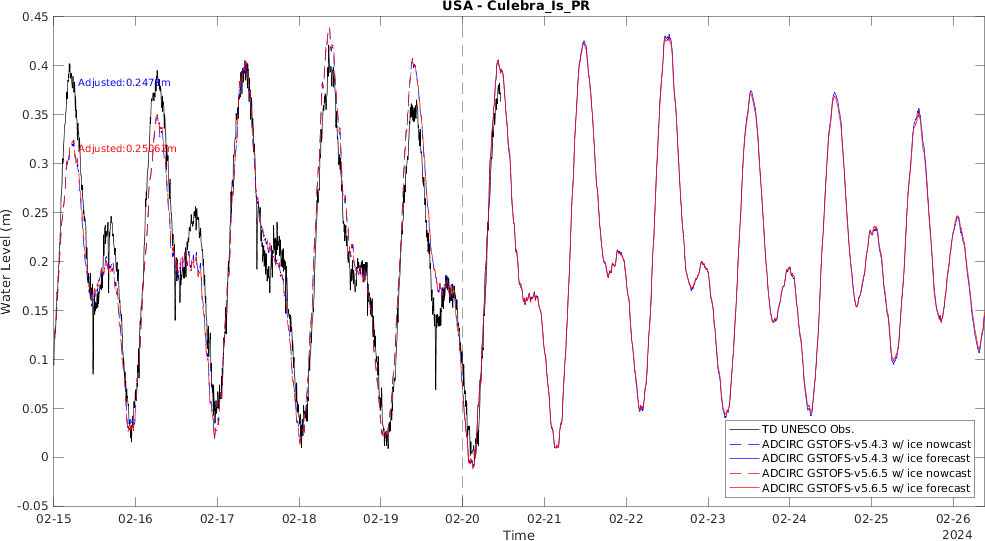 USA - Culebra_Is_PR
0.45
0.4
0.35
0.3
0.25
0.2
0.15
0.1
0.05
0
-0.05
Water Level (m)
Adjusted:0.25062m
TD UNESCO Obs.
ADCIRC GSTOFS-v5.4.3 w/ ice nowcast
ADCIRC GSTOFS-v5.4.3 w/ ice forecast
ADCIRC GSTOFS-v5.6.5 w/ ice nowcast
ADCIRC GSTOFS-v5.6.5 w/ ice forecast
02-15 02-16 02-17 02-18 02-19 02-20 02-21 02-22 02-23 02-24 02-25 02-26
Time
2024